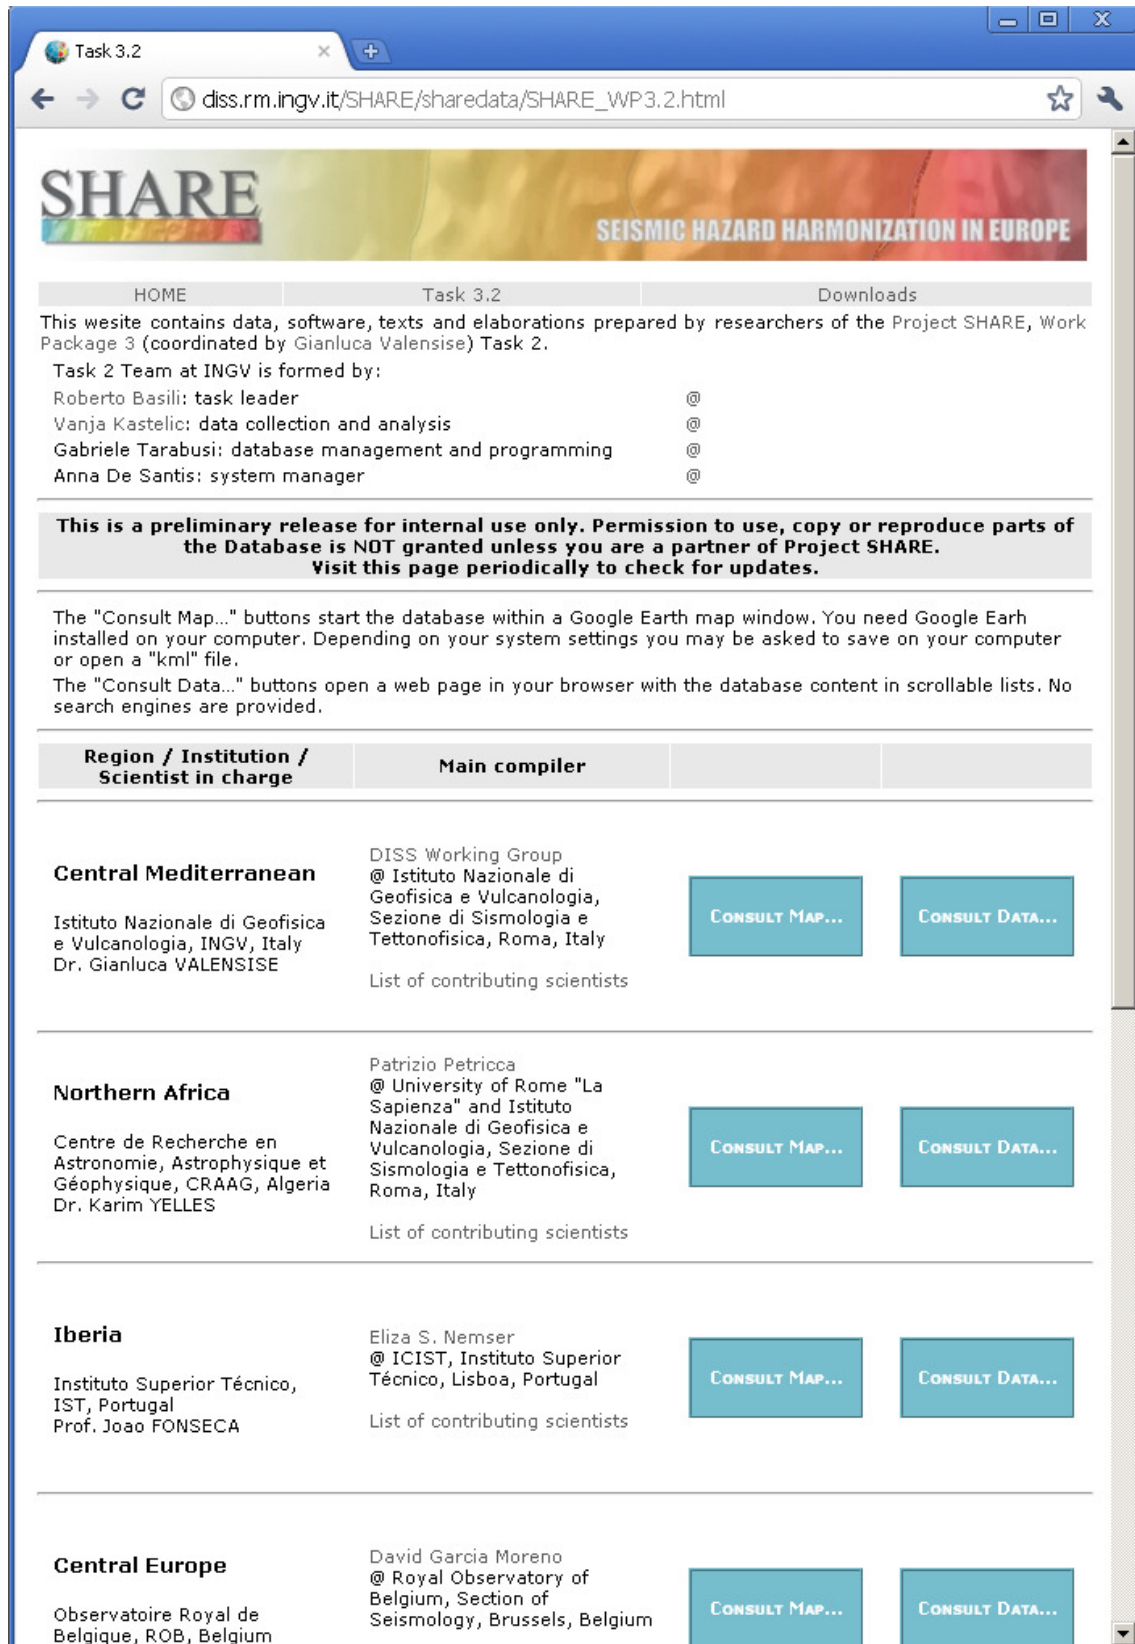 Task 3.2
diss.rm.ingv.it/SHARE/sharedata/SHARE_WP3.2.html
SHARE
SEISMIC HAZARD HARMONIZATION IN EUROPE
HOME Task 3.2 Downloads
This wesite contains data, software, texts and elaborations prepared by researchers of the Project SHARE, Work
Package 3 (coordinated by Gianluca Valensise) Task 2.
Task 2 Team at INGV is formed by:
Roberto Basili: task leader @
Vanja Kastelic: data collection and analysis @
Gabriele Tarabusi: database management and programming @
Anna De Santis: system manager @
This is a preliminary release for internal use only. Permission to use, copy or reproduce parts of
the Database is NOT granted unless you are a partner of Project SHARE.
Visit this page periodically to check for updates.
The "Consult Map..." buttons start the database within a Google Earth map window. You need Google Earh
installed on your computer. Depending on your system settings you may be asked to save on your computer
or open a "kml" file.
The "Consult Data..." buttons open a web page in your browser with the database content in scrollable lists. No
search engines are provided.
Region / Institution /
Scientist in charge
Main compiler
Central Mediterranean
Istituto Nazionale di Geofisica
e Vulcanologia, INGV, Italy
Dr. Gianluca VALENSISE
DISS Working Group
@ Istituto Nazionale di
Geofisica e Vulcanologia,
Sezione di Sismologia e
Tettonofisica, Roma, Italy
List of contributing scientists
CONSULT MAP...
CONSULT DATA...
Northern Africa
Centre de Recherche en
Astronomie, Astrophysique et
Géophysique, CRAAG, Algeria
Dr. Karim YELLES
Patrizio Petricca
@ University of Rome "La
Sapienza" and Istituto
Nazionale di Geofisica e
Vulcanologia, Sezione di
Sismologia e Tettonofisica,
Roma, Italy
List of contributing scientists
CONSULT MAP...
CONSULT DATA...
Iberia
Instituto Superior Técnico,
IST, Portugal
Prof. Joao FONSECA
Eliza S. Nemser
@ ICIST, Instituto Superior
Técnico, Lisboa, Portugal
List of contributing scientists
CONSULT MAP...
CONSULT DATA...
Central Europe
Observatoire Royal de
Belgique, ROB, Belgium
David Garcia Moreno
@ Royal Observatory of
Belgium, Section of
Seismology, Brussels, Belgium
CONSULT MAP...
CONSULT DATA...